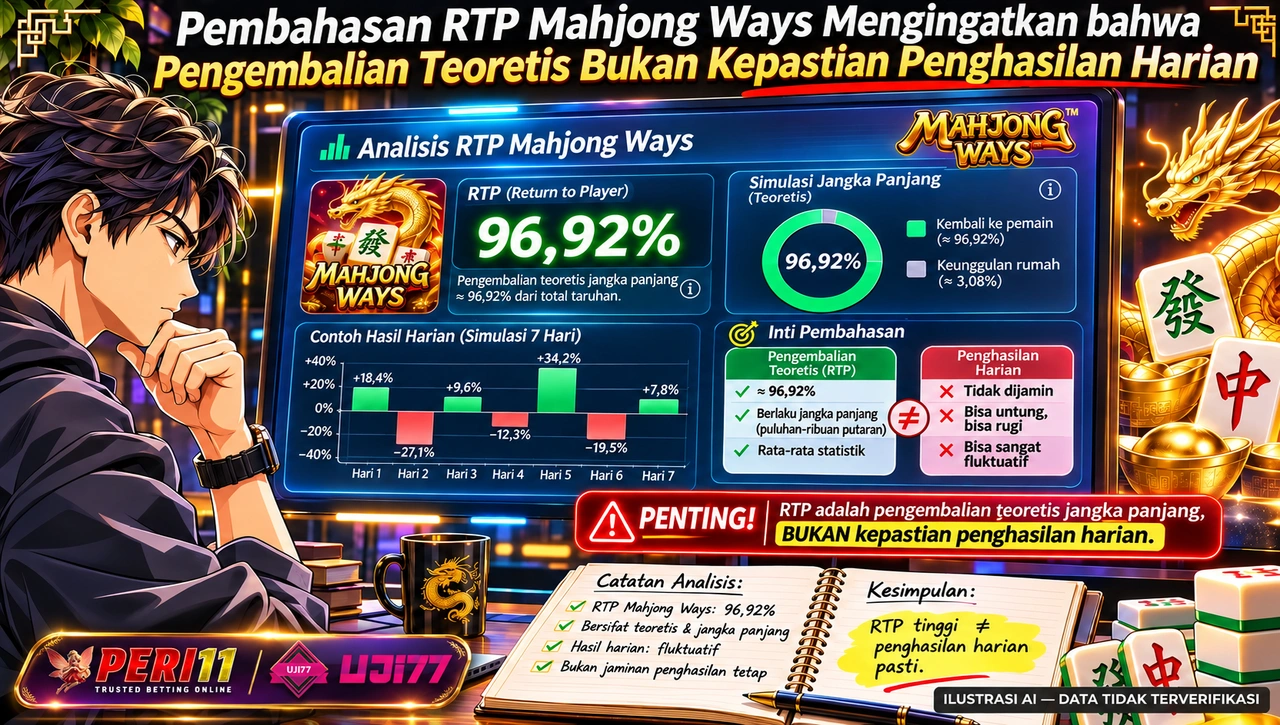 Pembahasan RTP Mahjong Ways Mengingatkan bahwa
Pengembalian Teoretis Bukan Kepastian Penghasilan Harian
Analisis RTP Mahjong Ways
MAHJONG
WAYS
TM
發
中
MAHJONG
WAYS
RTP (Return to Player)
96,92%
Pengembalian teoretis jangka panjang
≈ 96,92% dari total taruhan.
i
Simulasi Jangka Panjang
(Teoretis)
i
96,92%
Kembali ke pemain
(≈ 96,92%)
Keunggulan rumah
(≈ 3,08%)
發
中
Contoh Hasil Harian (Simulasi 7 Hari)
+40%
+20%
0%
−20%
−40%
+18,4%
−27,1%
+9,6%
−12,3%
+34,2%
−19,5%
+7,8%
Hari 1
Hari 2
Hari 3
Hari 4
Hari 5
Hari 6
Hari 7
Inti Pembahasan
Pengembalian
Teoretis (RTP)
≈ 96,92%
Berlaku jangka panjang
(puluhan-ribuan putaran)
Rata-rata statistik
≠
Penghasilan
Harian
Tidak dijamin
Bisa untung,
bisa rugi
Bisa sangat
fluktuatif
PENTING!
RTP adalah pengembalian teoretis jangka panjang,
BUKAN kepastian penghasilan harian.
Catatan Analisis:
RTP Mahjong Ways: 96,92%
Bersifat teoretis & jangka panjang
Hasil harian: fluktuatif
Bukan jaminan penghasilan tetap
Kesimpulan:
RTP tinggi ≠
penghasilan harian
pasti.
PERI11
TRUSTED BETTING ONLINE
UJI77
UJI77
發
中
ILUSTRASI AI — DATA TIDAK TERVERIFIKASI